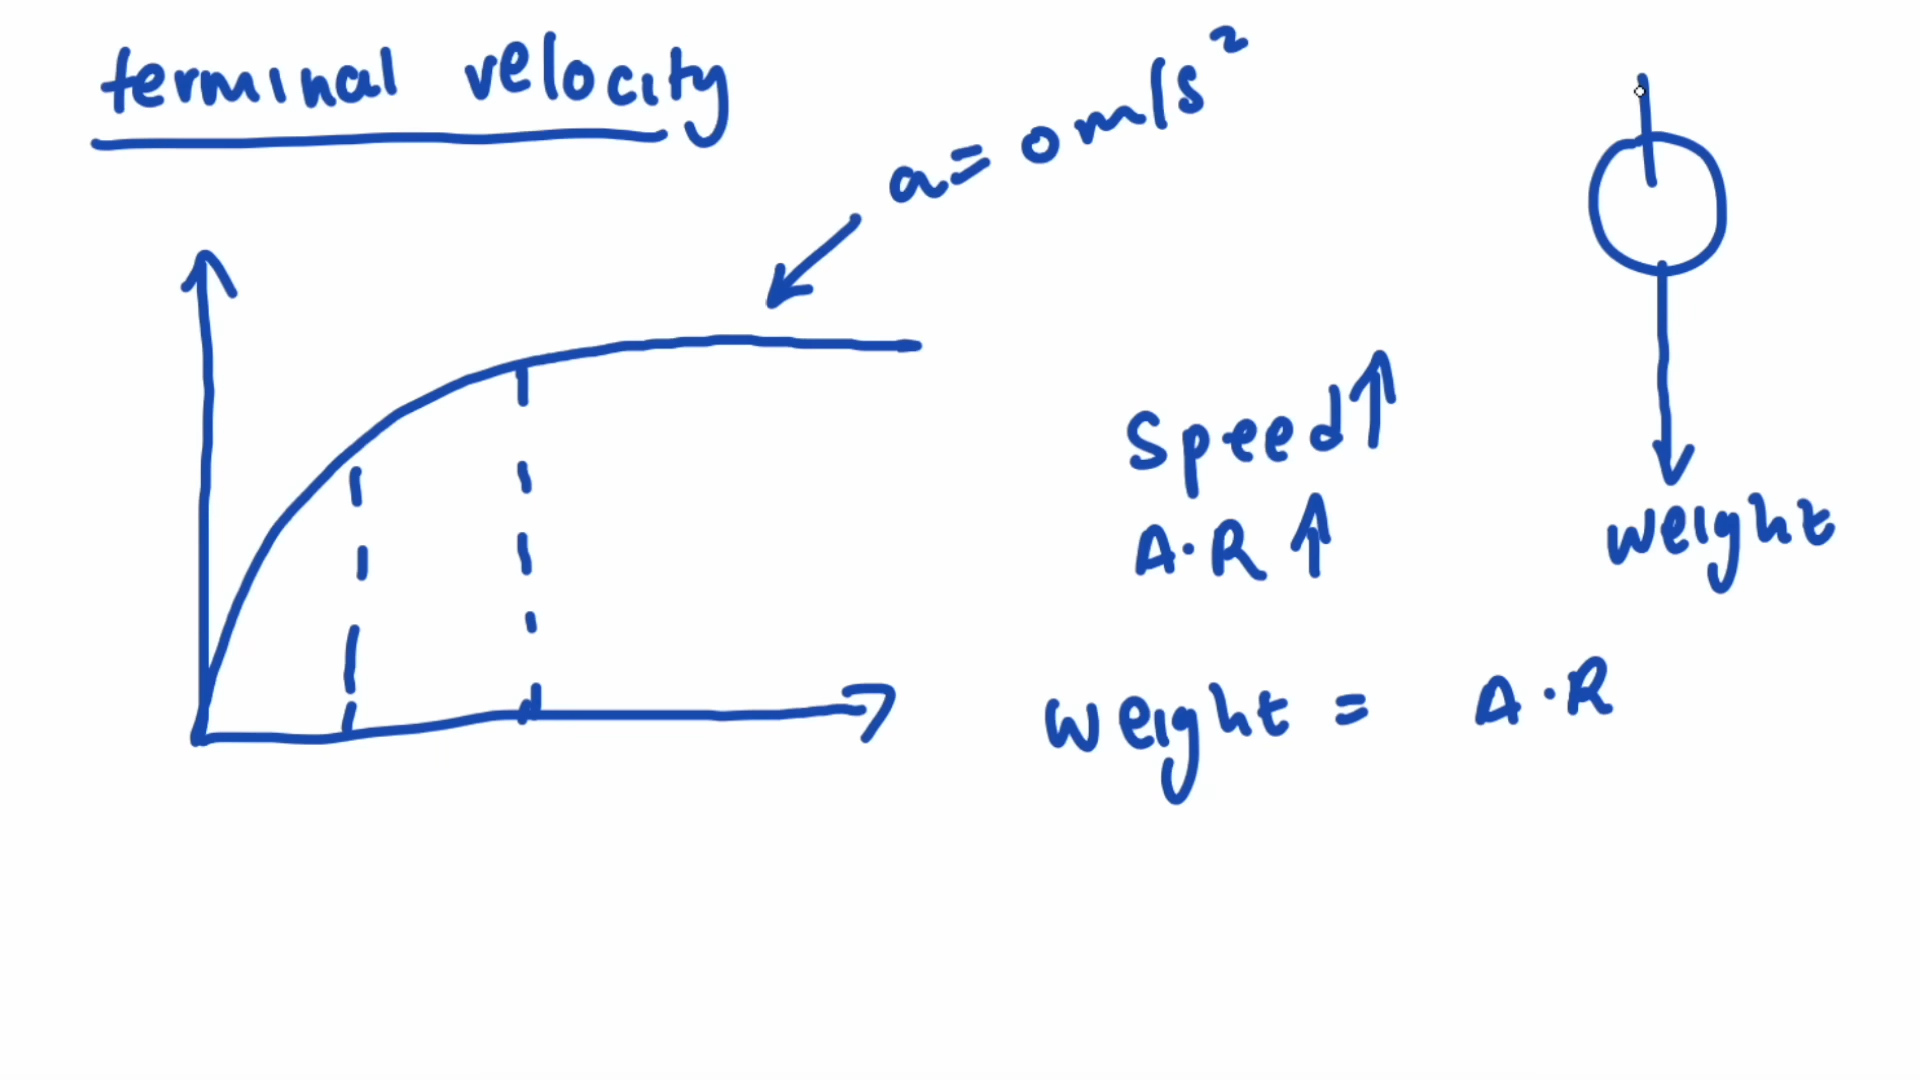 terminal velocity
a = 0 m/s²
Speed ↑
A.R ↑
weight
weight = A.R